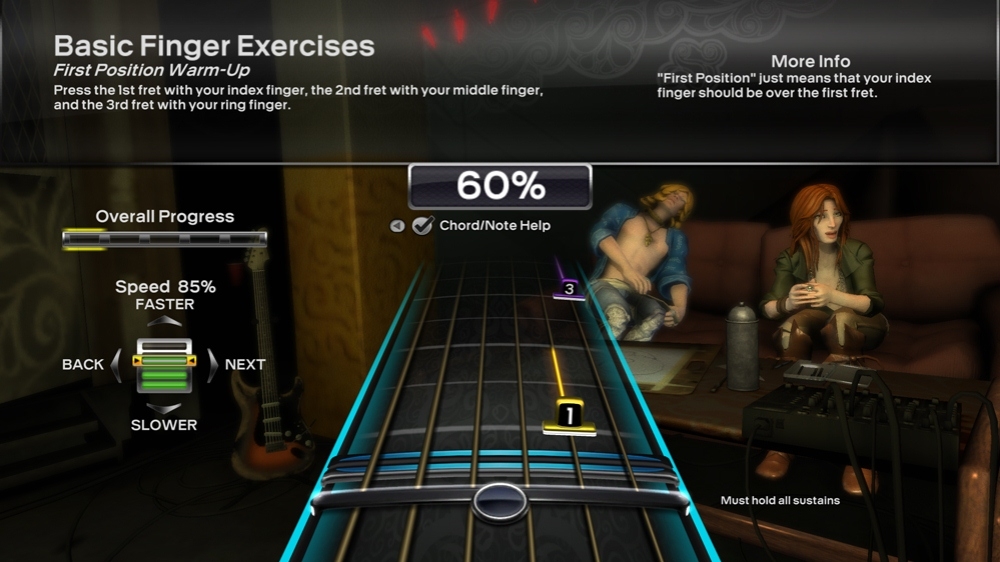 Basic Finger Exercises
First Position Warm-Up
Press the 1st fret with your index finger, the 2nd fret with your middle finger,
and the 3rd fret with your ring finger.
More Info
"First Position" just means that your index
finger should be over the first fret.
60%
Chord/Note Help
Overall Progress
Speed 85%
FASTER
BACK
NEXT
SLOWER
3
1
Must hold all sustains